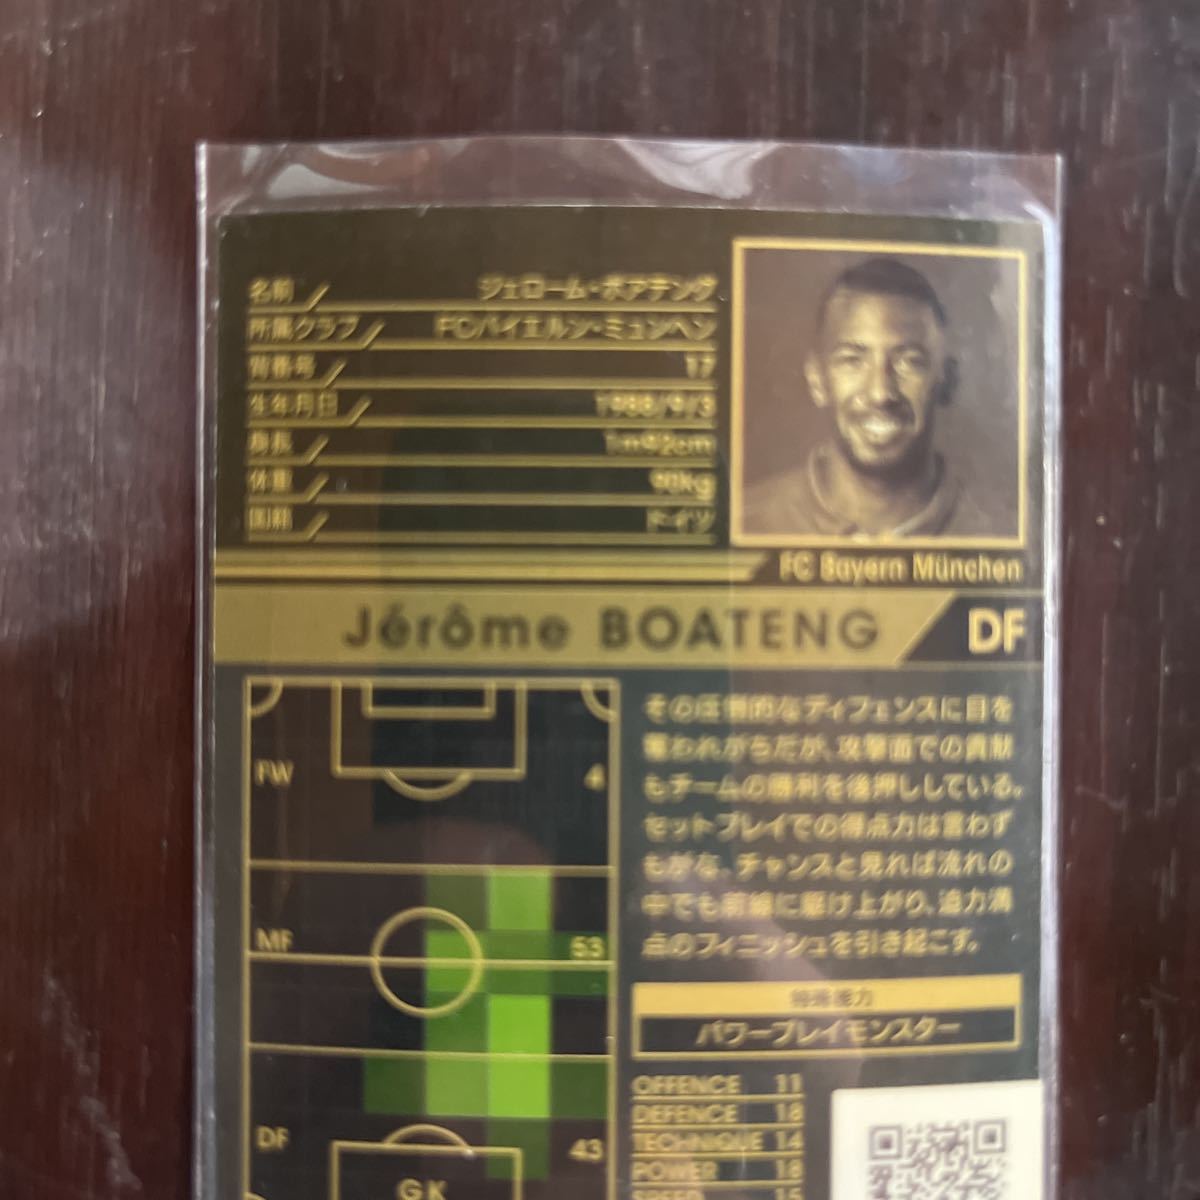 名前 ジェローム・ボアテング
所属クラブ FCバイエルン・ミュンヘン
背番号 17
生年月日 1988/9/3
身長 1m92cm
体重 90kg
国籍 ドイツ
FC Bayern München
Jérôme BOATENG DF
FW 4
MF 53
DF 43
GK
その圧倒的なディフェンスに目を
奪われがちだが、攻撃面での貢献
もチームの勝利を後押ししている。
セットプレイでの得点力は言わず
もがな、チャンスと見れば流れの
中でも前線に駆け上がり、迫力満
点のフィニッシュを引き起こす。
特殊能力
パワープレイモンスター
OFFENCE 11
DEFENCE 18
TECHNIQUE 14
POWER 18
SPEED 15